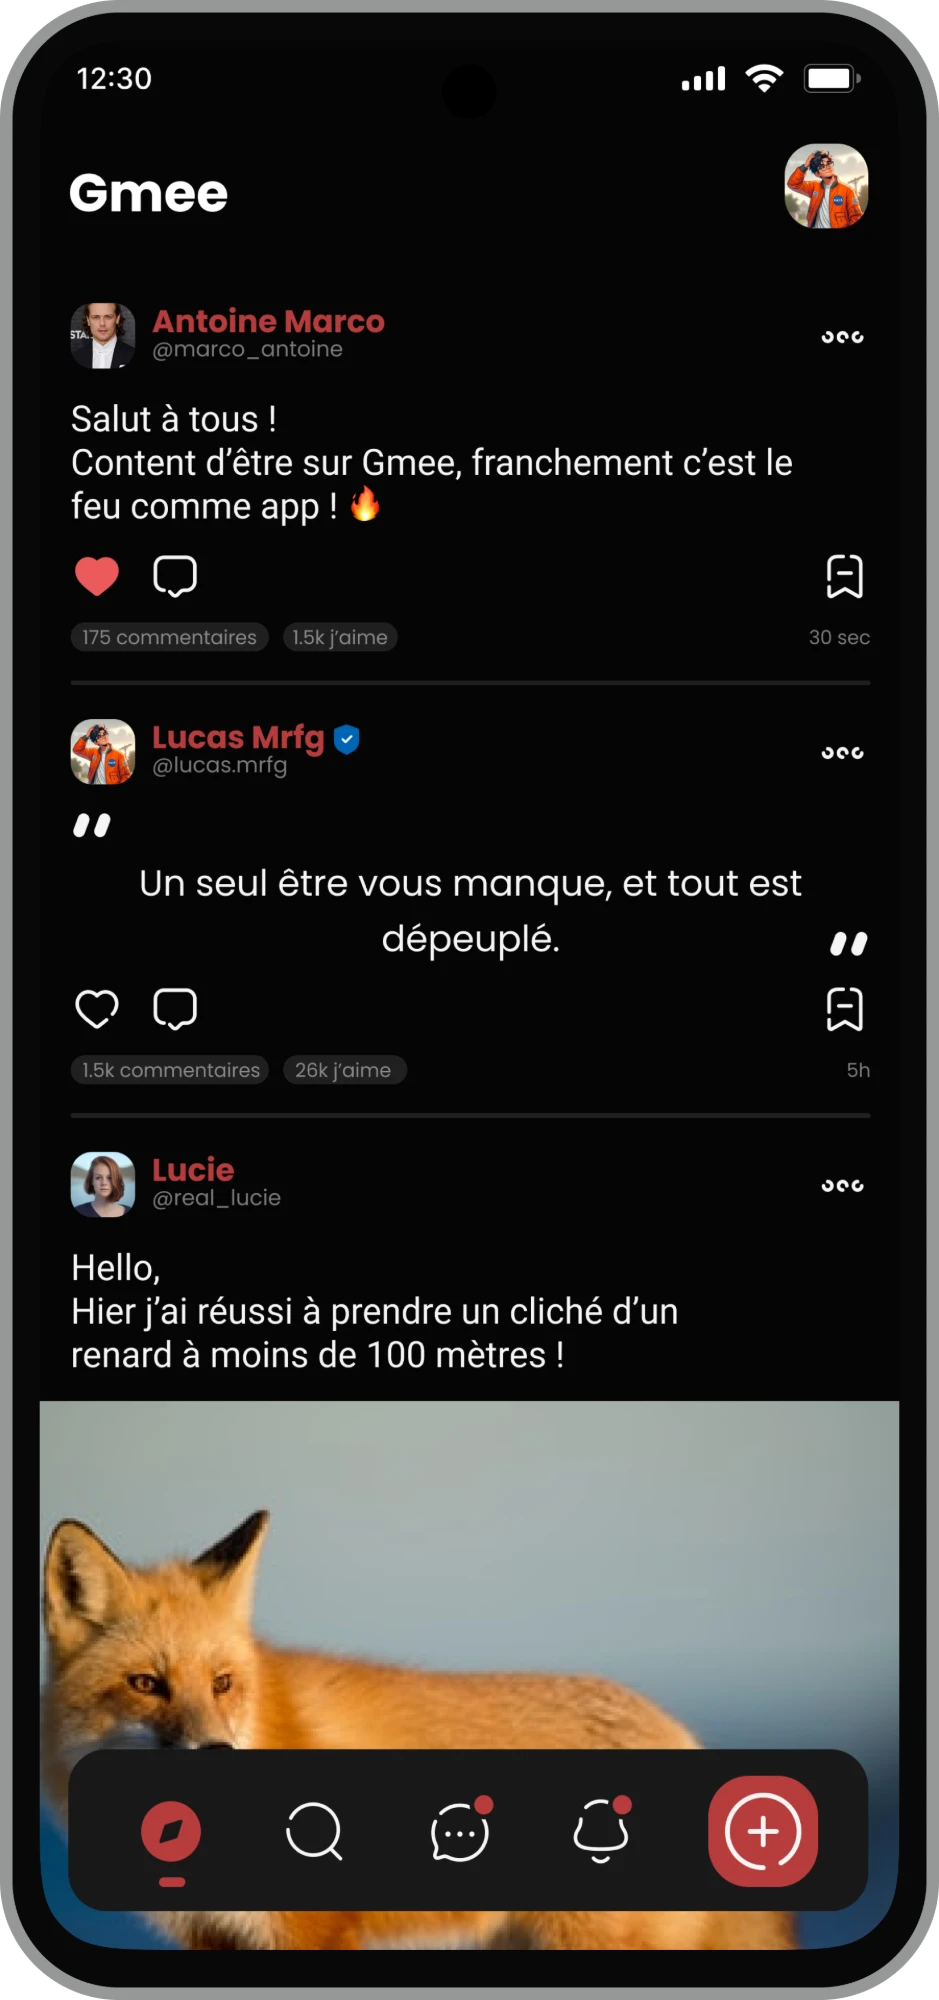 12:30
Gmee
Antoine Marco
@marco_antoine
Salut à tous !
Content d’être sur Gmee, franchement c’est le
feu comme app ! 🔥
175 commentaires 1.5k j’aime 30 sec
Lucas Mrfg
@lucas.mrfg
"
Un seul être vous manque, et tout est
dépeuplé.
"
1.5k commentaires 26k j’aime 5h
Lucie
@real_lucie
Hello,
Hier j’ai réussi à prendre un cliché d’un
renard à moins de 100 mètres !